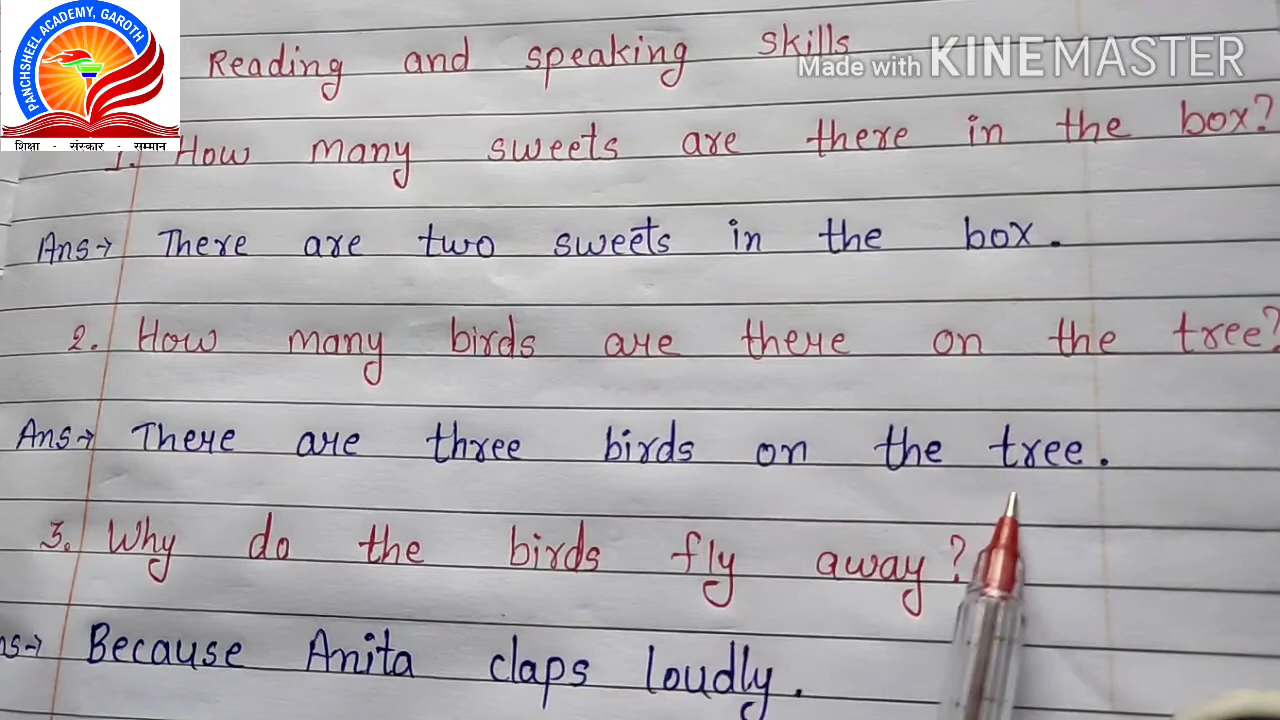 PANCHSHEEL ACADEMY, GAROTH
शिक्षा - संस्कार - सम्मान
Made with KINEMASTER
Reading and speaking skills
1. How many sweets are there in the box?
Ans→ There are two sweets in the box.
2. How many birds are there on the tree?
Ans→ There are three birds on the tree.
3. Why do the birds fly away?
ns→ Because Anita claps loudly.